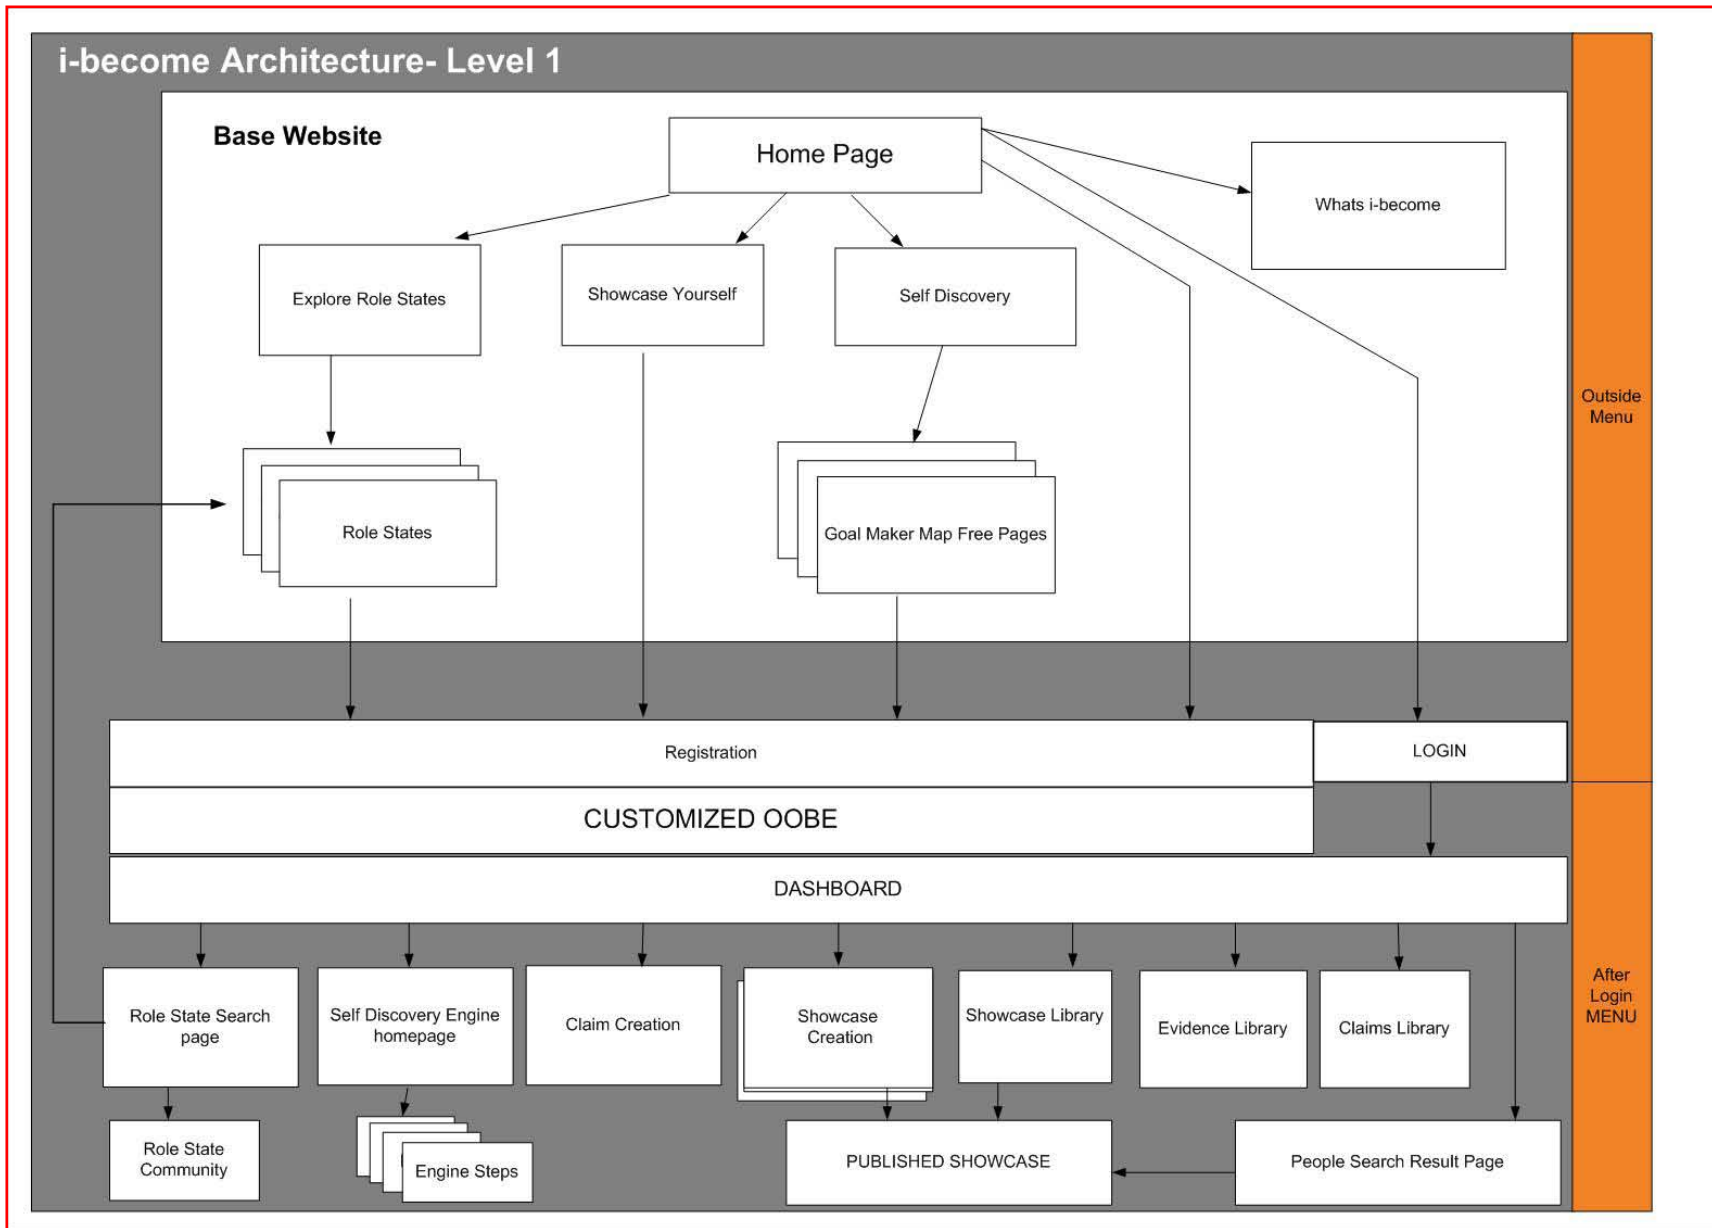 i-become Architecture- Level 1
Base Website
Home Page
Whats i-become
Explore Role States
Showcase Yourself
Self Discovery
Outside
Menu
Role States
Goal Maker Map Free Pages
Registration
LOGIN
CUSTOMIZED OOBE
DASHBOARD
Role State Search
page
Self Discovery Engine
homepage
Claim Creation
Showcase
Creation
Showcase Library
Evidence Library
Claims Library
After
Login
MENU
Role State
Community
Engine Steps
PUBLISHED SHOWCASE
People Search Result Page